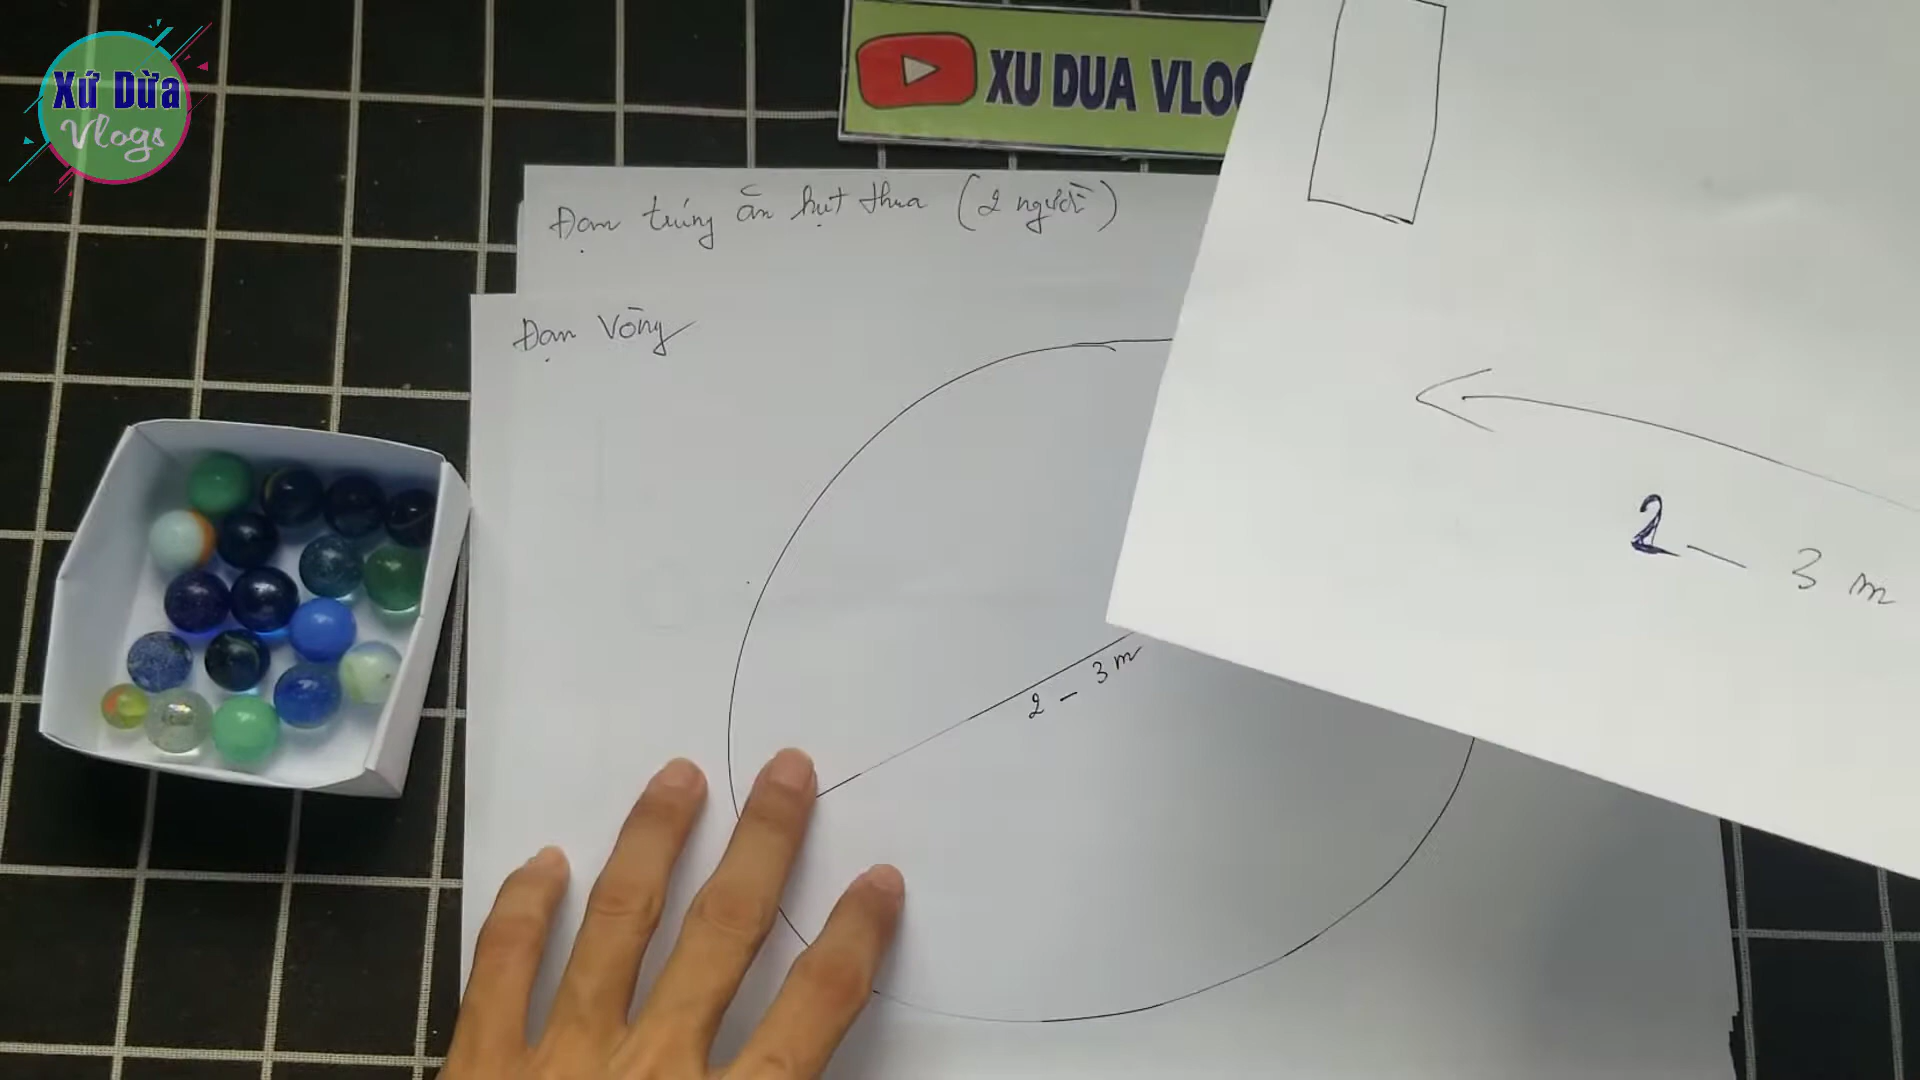 Xứ Dừa
Vlogs
XU DUA VLOG
Đạn trúng ăn hụt thua (2 người)
Đạn Vòng
2 - 3 m
2 - 3 m